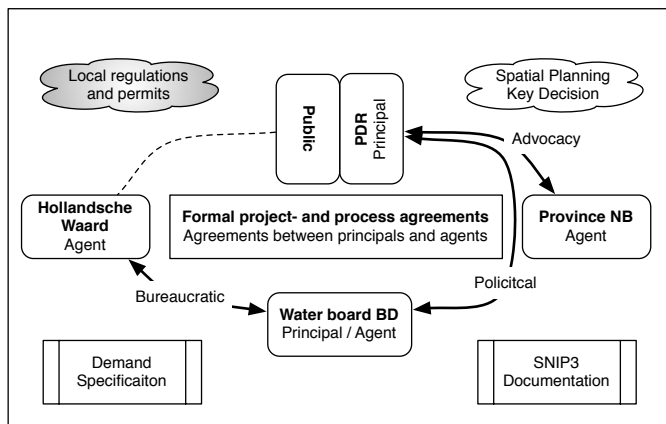 Local regulations
and permits
Public
PDR
Principal
Spatial Planning
Key Decision
Advocacy
Hollandsche
Waard
Agent
Formal project- and process agreements
Agreements between principals and agents
Province NB
Agent
Bureaucratic
Water board BD
Principal / Agent
Policitcal
Demand
Specificaiton
SNIP3
Documentation